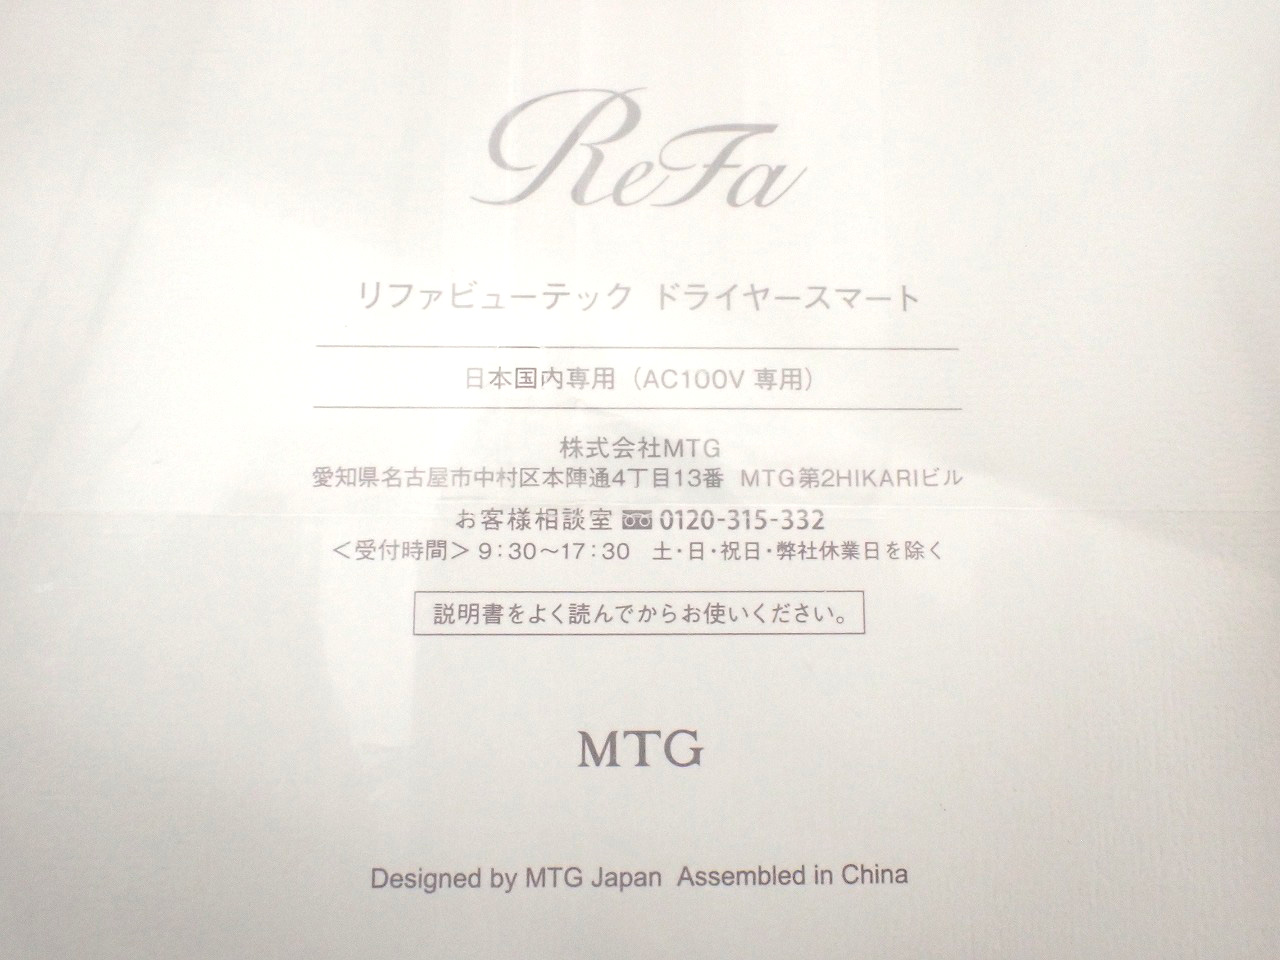 ReFa
リファビューテック ドライヤースマート
日本国内専用（AC100V 専用）
株式会社MTG
愛知県名古屋市中村区本陣通4丁目13番 MTG第2HIKARIビル
お客様相談室 0120-315-332
＜受付時間＞ 9：30〜17：30 土・日・祝日・弊社休業日を除く
説明書をよく読んでからお使いください。
MTG
Designed by MTG Japan Assembled in China